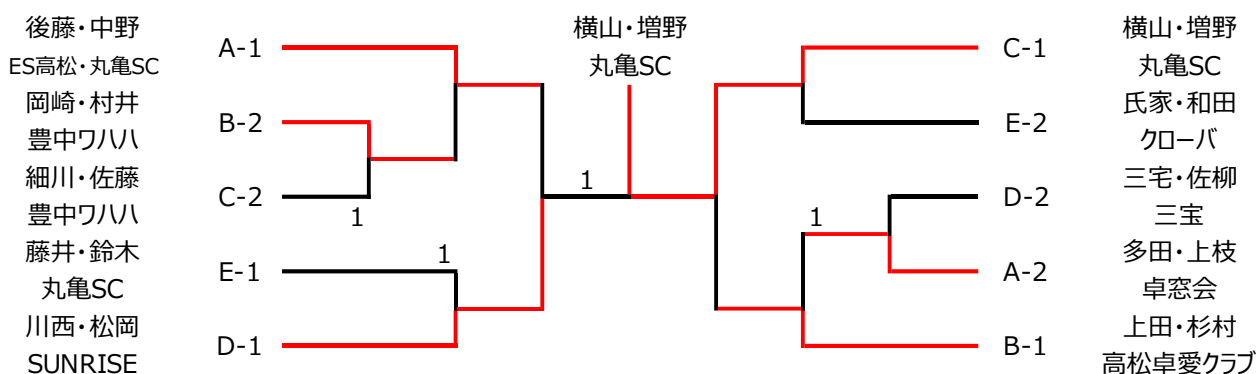 後藤・中野
ES高松・丸亀SC
A-1
岡崎・村井
豊中ワハハ
B-2
細川・佐藤
豊中ワハハ
C-2
1
藤井・鈴木
丸亀SC
E-1
1
川西・松岡
SUNRISE
D-1
横山・増野
丸亀SC
1
C-1
横山・増野
丸亀SC
E-2
氏家・和田
クローバ
D-2
三宅・佐柳
三宝
1
A-2
多田・上枝
卓窓会
B-1
上田・杉村
高松卓愛クラブ